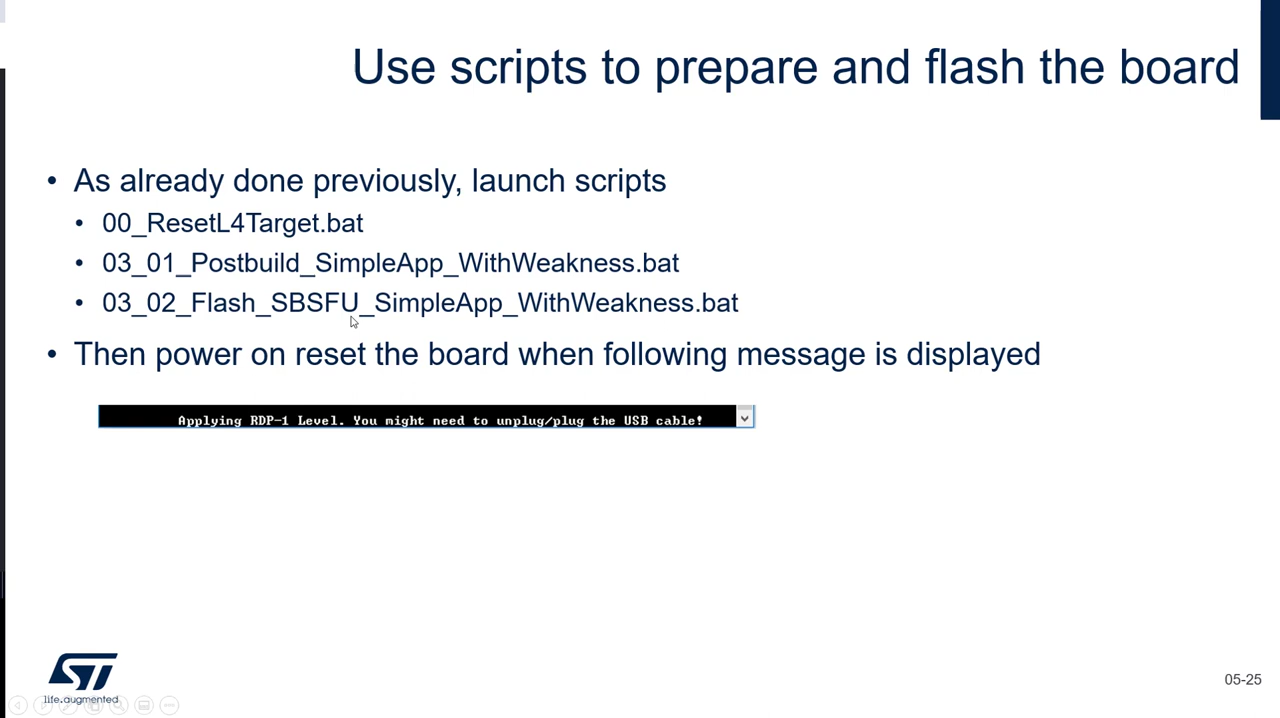 Use scripts to prepare and flash the board
• As already done previously, launch scripts
• 00_ResetL4Target.bat
• 03_01_Postbuild_SimpleApp_WithWeakness.bat
• 03_02_Flash_SBSFU_SimpleApp_WithWeakness.bat
• Then power on reset the board when following message is displayed
Applying RDP-1 Level. You might need to unplug/plug the USB cable!
ST
life.augmented
05-25